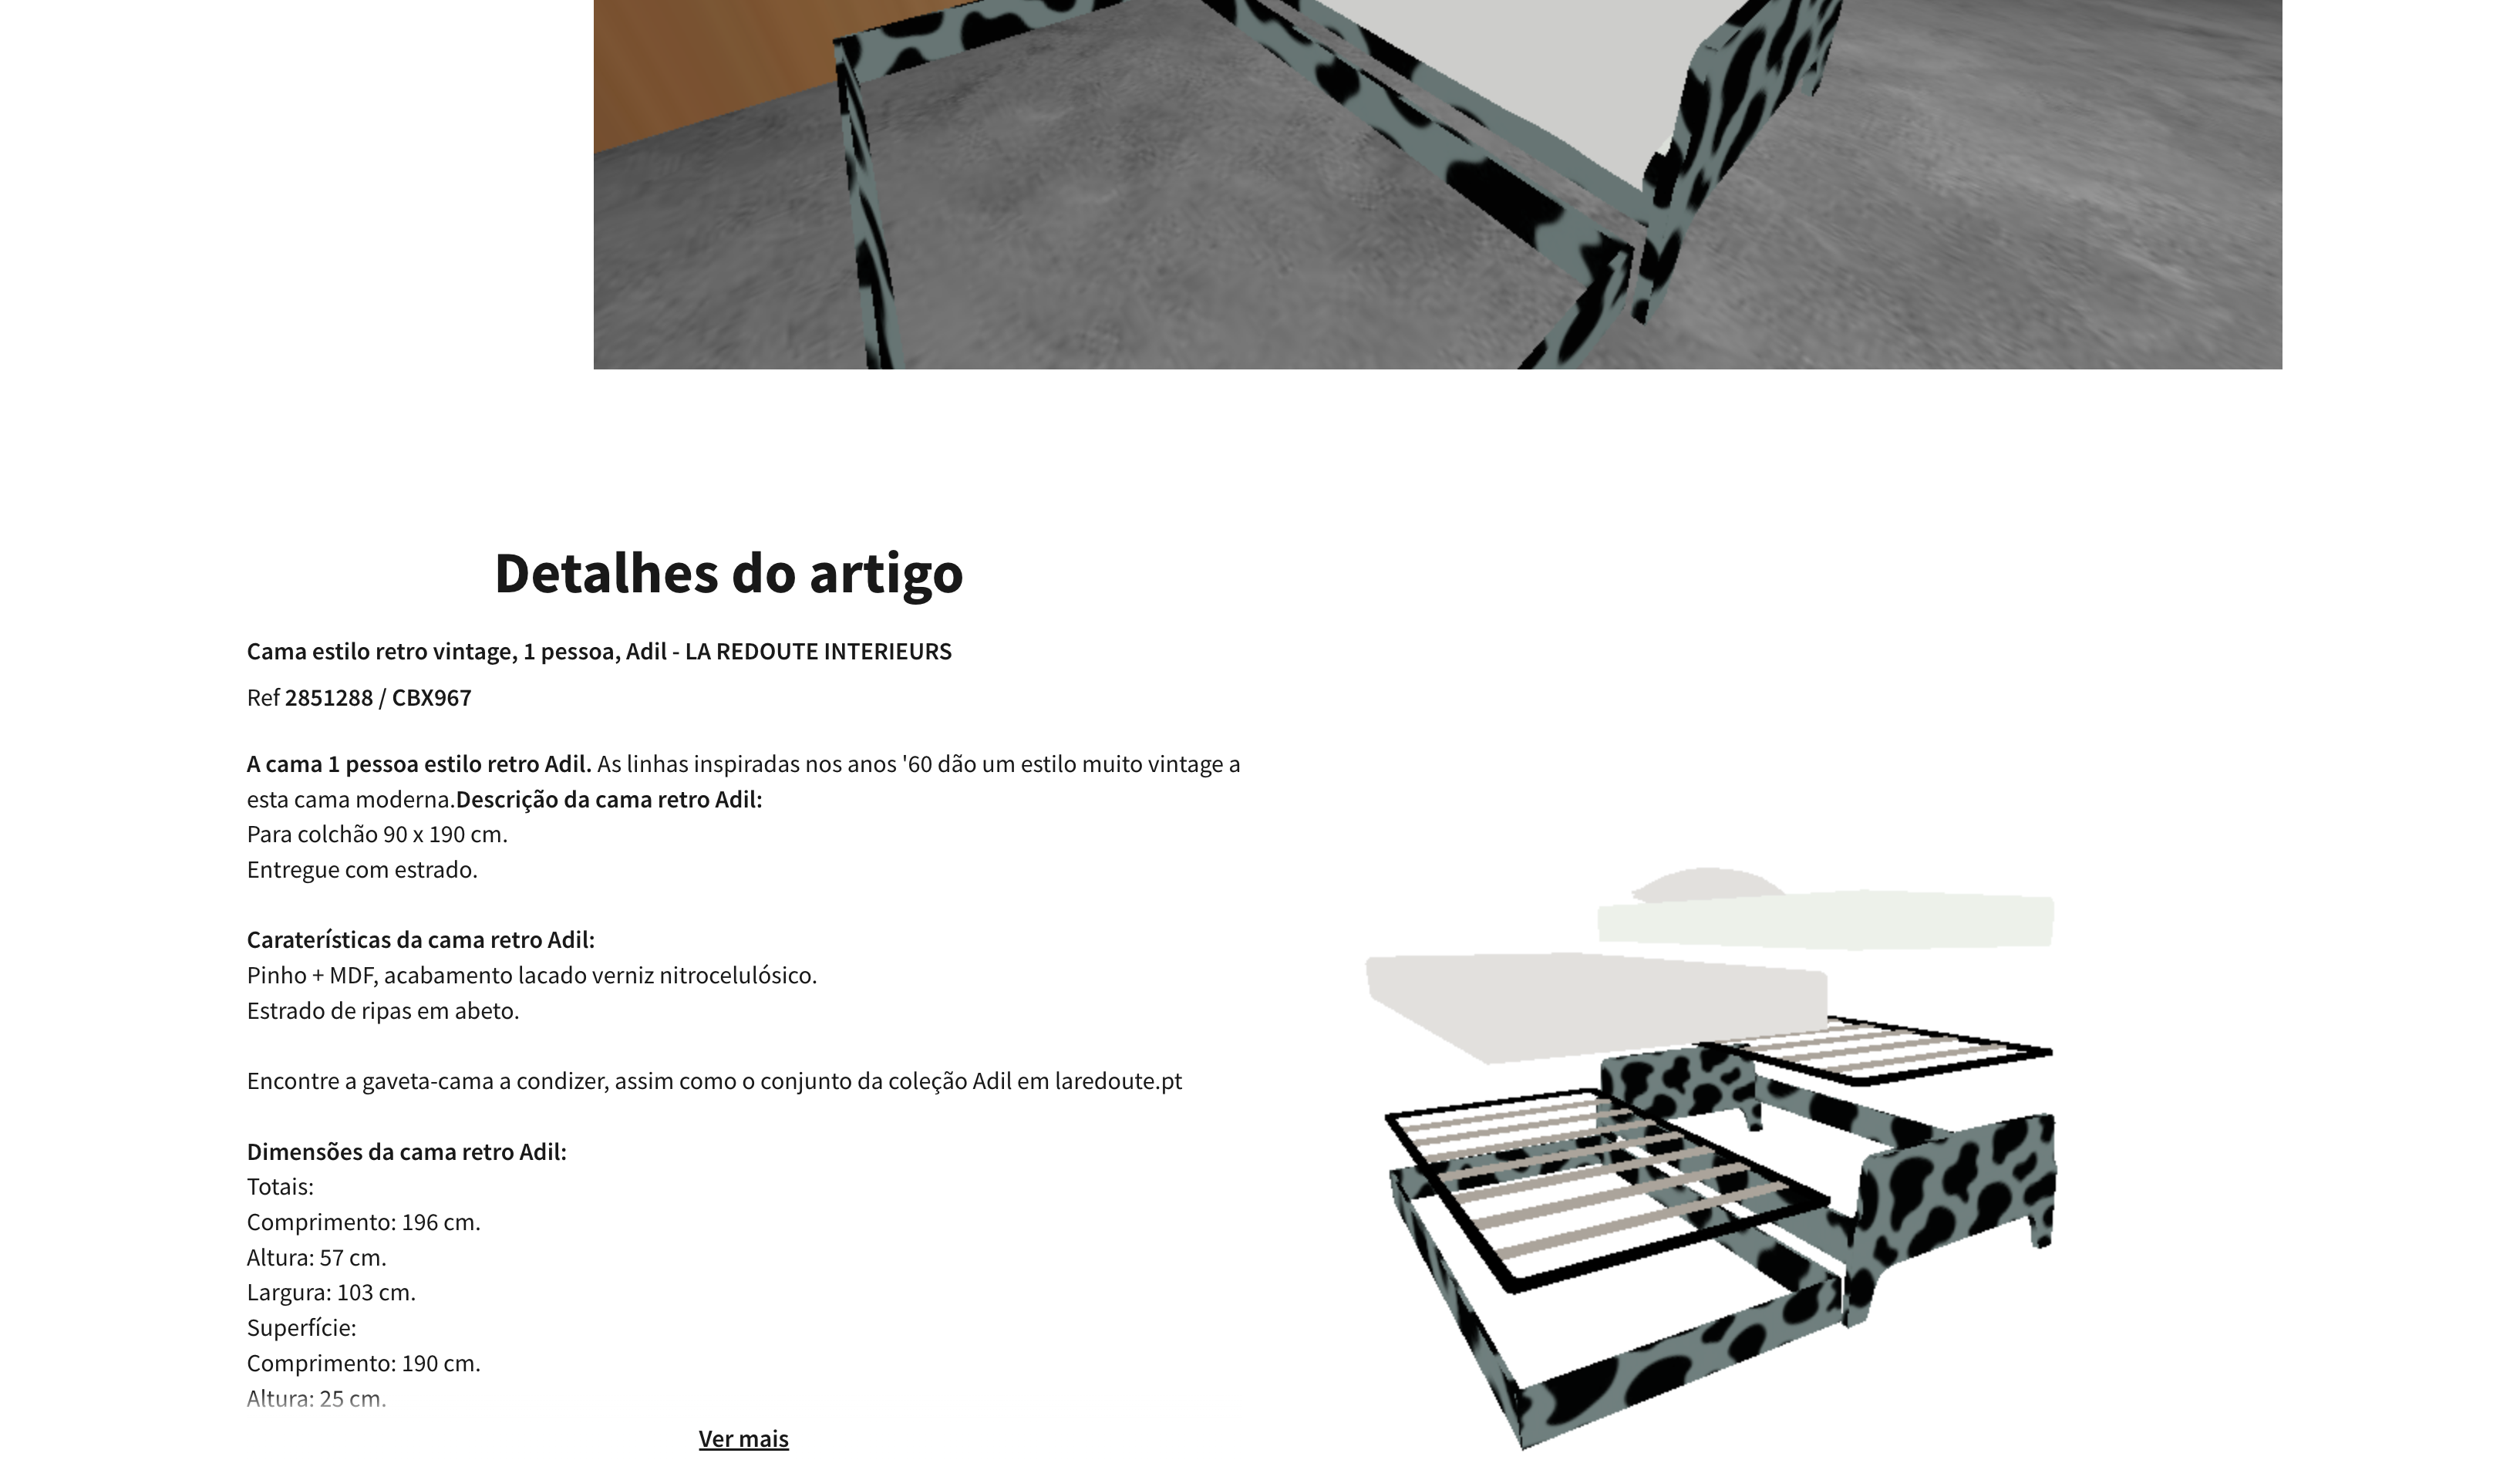 Detalhes do artigo
Cama estilo retro vintage, 1 pessoa, Adil - LA REDOUTE INTERIEURS
Ref 2851288 / CBX967
A cama 1 pessoa estilo retro Adil. As linhas inspiradas nos anos '60 dão um estilo muito vintage a
esta cama moderna.Descrição da cama retro Adil:
Para colchão 90 x 190 cm.
Entregue com estrado.
Caraterísticas da cama retro Adil:
Pinho + MDF, acabamento lacado verniz nitrocelulósico.
Estrado de ripas em abeto.
Encontre a gaveta-cama a condizer, assim como o conjunto da coleção Adil em laredoute.pt
Dimensões da cama retro Adil:
Totais:
Comprimento: 196 cm.
Altura: 57 cm.
Largura: 103 cm.
Superfície:
Comprimento: 190 cm.
Altura: 25 cm.
Ver mais